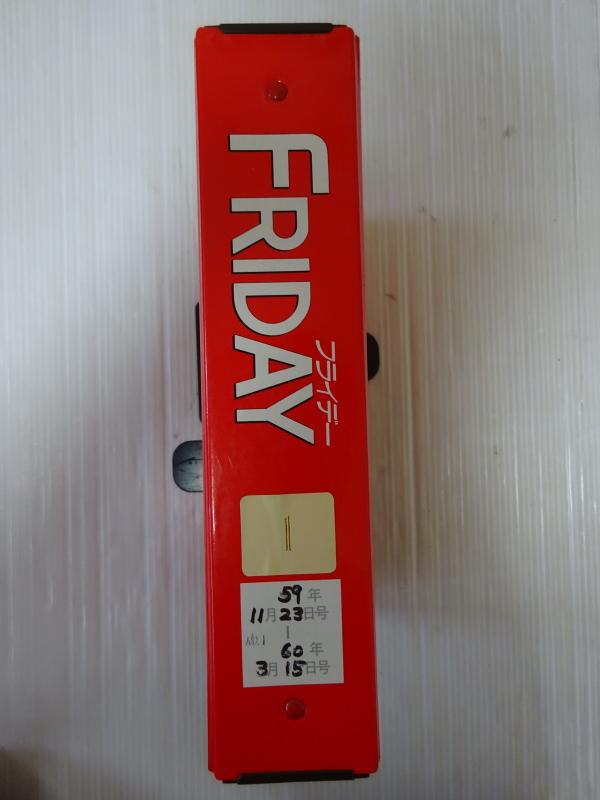 FRIDAY
フライデー
59年
11月23日号
No.1
60年
3月15日号